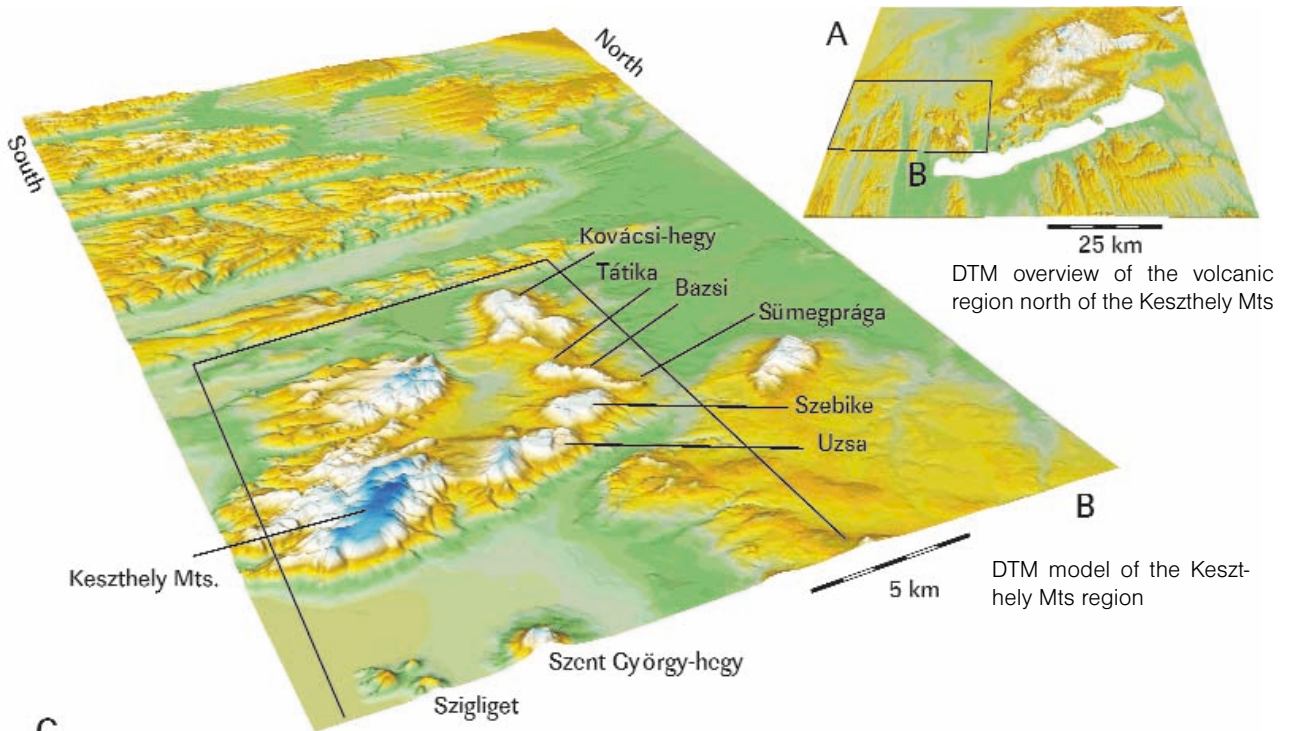 North
South
A
B
25 km
DTM overview of the volcanic
region north of the Keszthely Mts
Kovácsi-hegy
Tátika
Bazsi
Sümegprága
Szebike
Uzsa
B
5 km
DTM model of the Keszt-
hely Mts region
Keszthely Mts.
Szent György-hegy
Szigliget
C